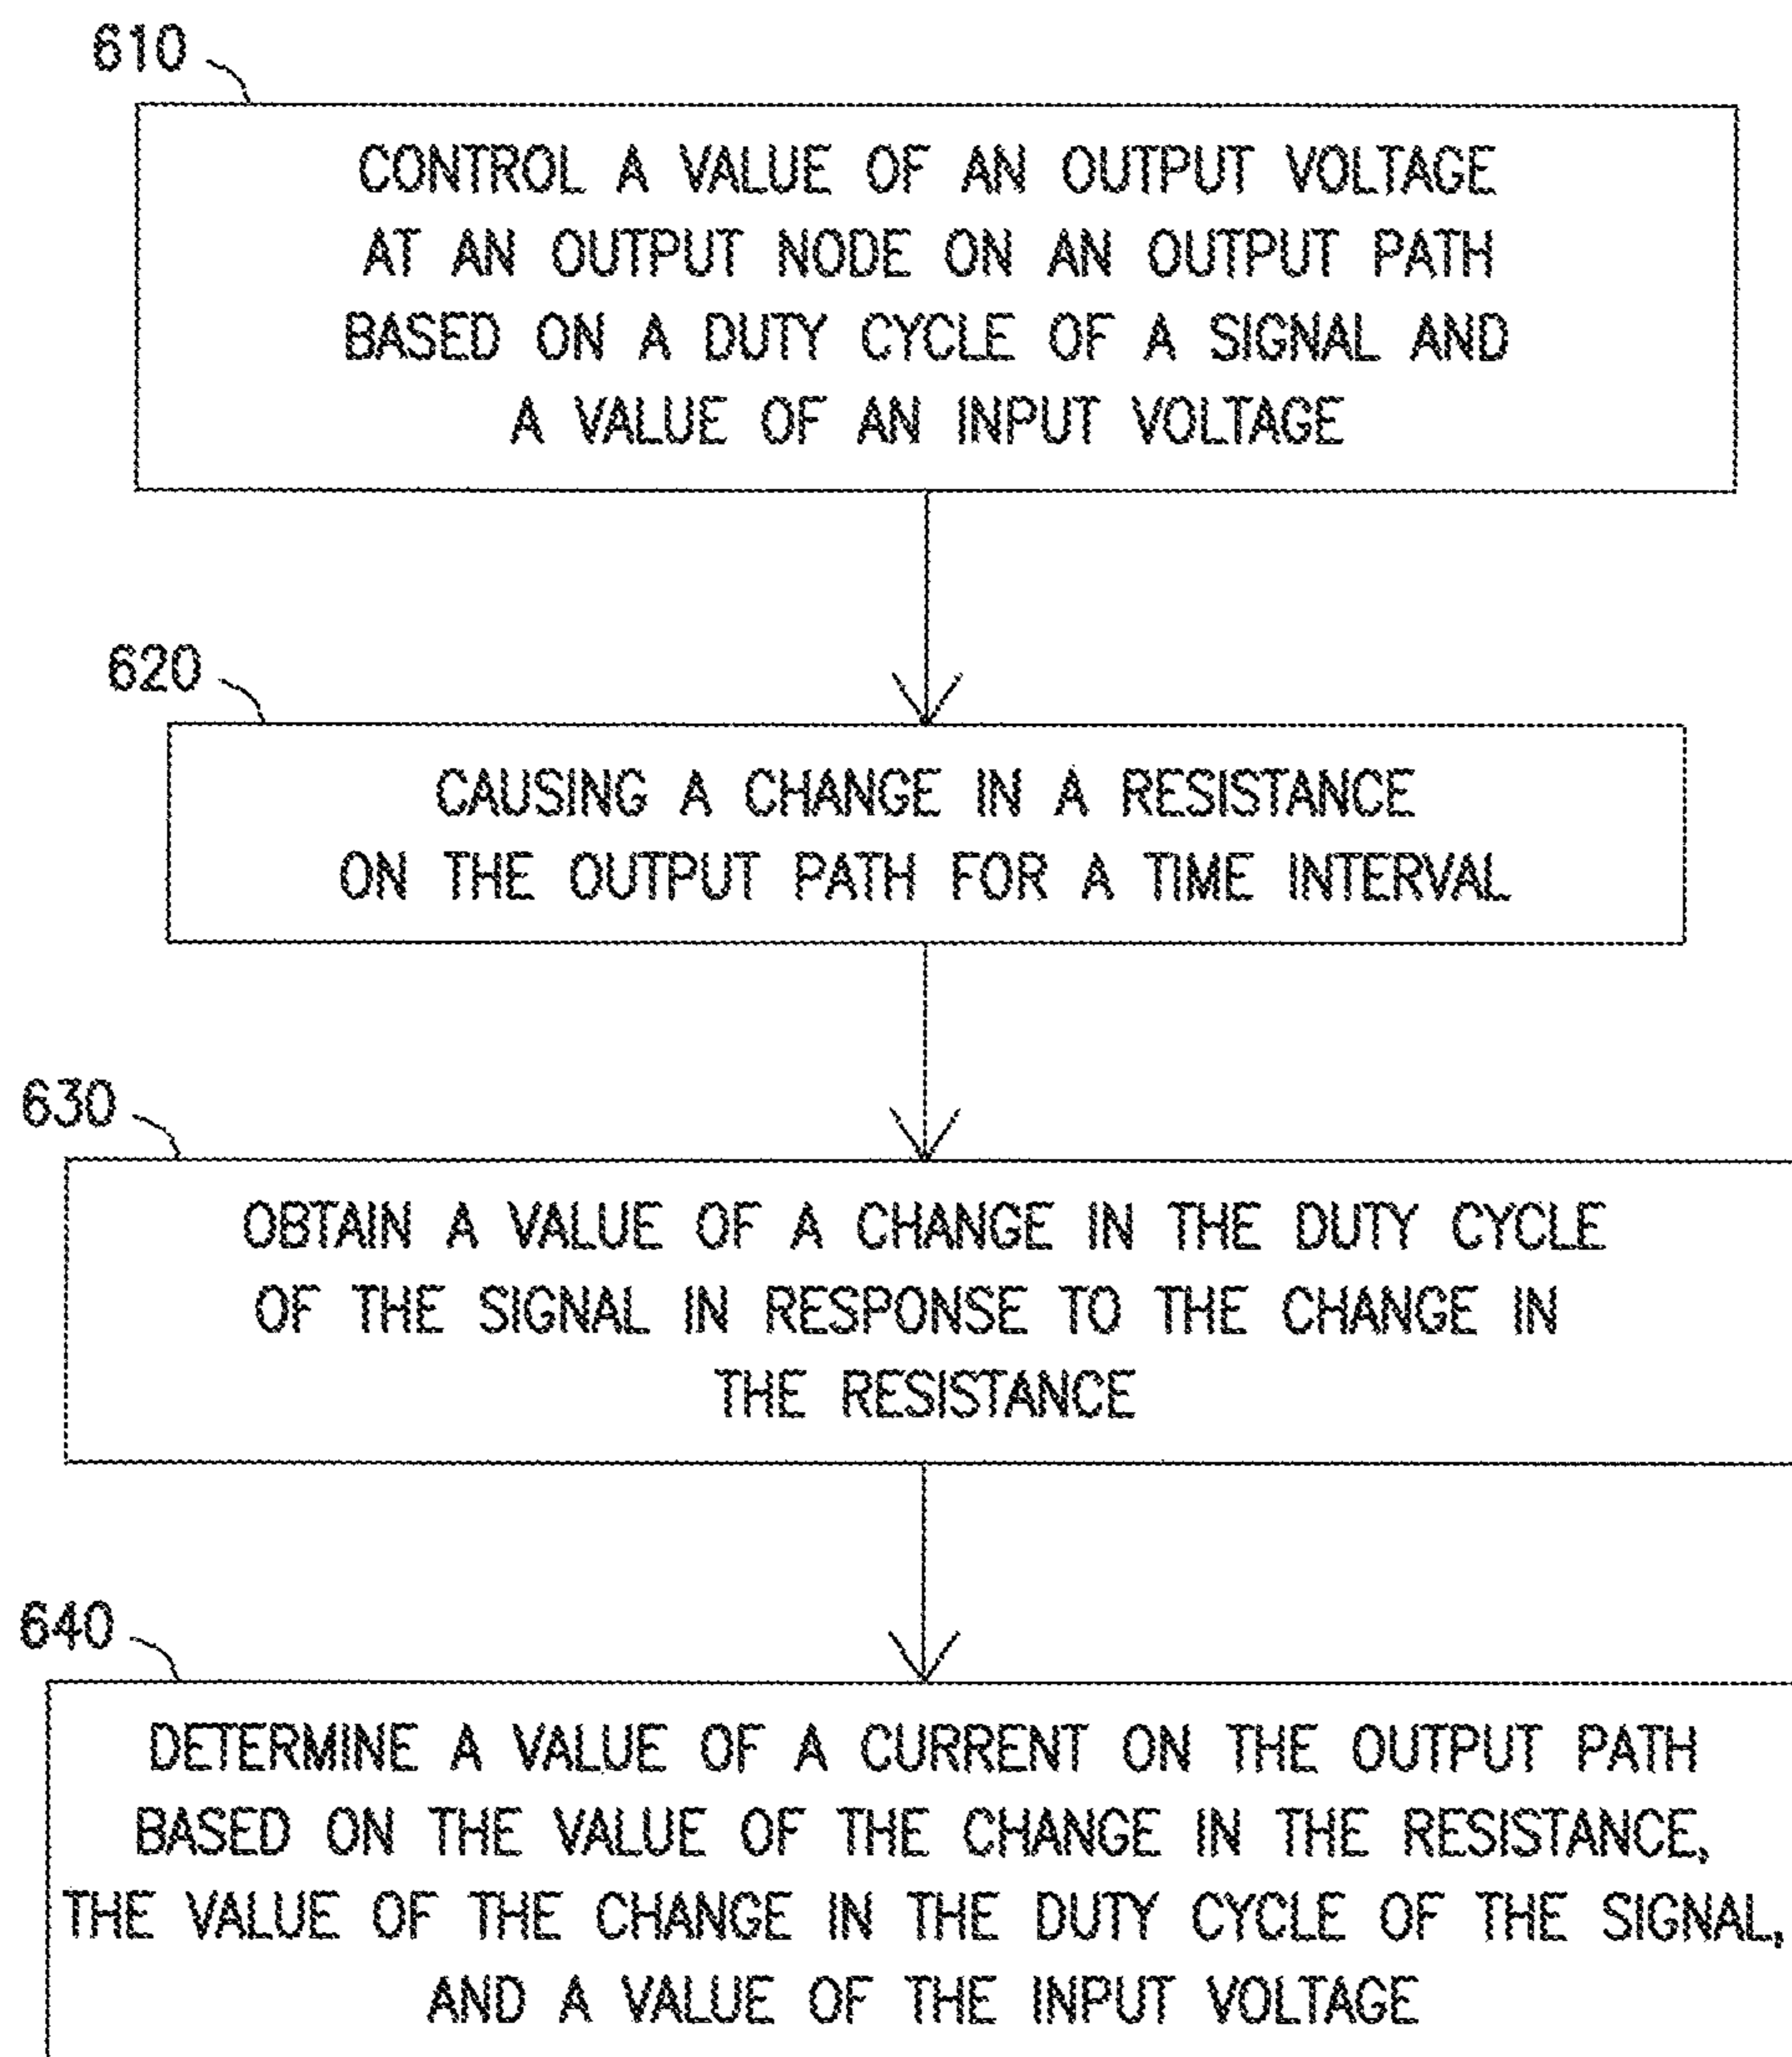 610
CONTROL A VALUE OF AN OUTPUT VOLTAGE
AT AN OUTPUT NODE ON AN OUTPUT PATH
BASED ON A DUTY CYCLE OF A SIGNAL AND
A VALUE OF AN INPUT VOLTAGE
620
CAUSING A CHANGE IN A RESISTANCE
ON THE OUTPUT PATH FOR A TIME INTERVAL
630
OBTAIN A VALUE OF A CHANGE IN THE DUTY CYCLE
OF THE SIGNAL IN RESPONSE TO THE CHANGE IN
THE RESISTANCE
640
DETERMINE A VALUE OF A CURRENT ON THE OUTPUT PATH
BASED ON THE VALUE OF THE CHANGE IN THE RESISTANCE,
THE VALUE OF THE CHANGE IN THE DUTY CYCLE OF THE SIGNAL,
AND A VALUE OF THE INPUT VOLTAGE